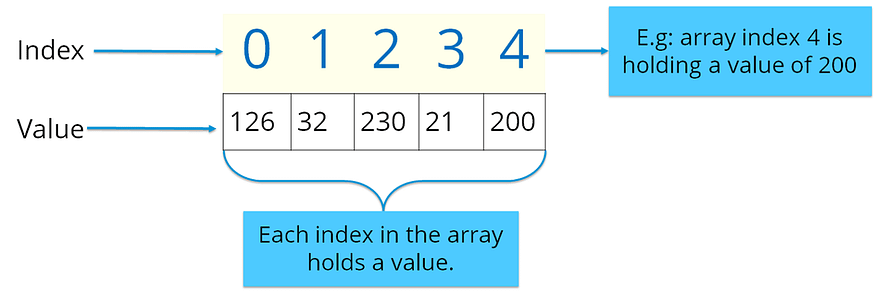 Index
0 1 2 3 4
E.g: array index 4 is
holding a value of 200
Value
126 32 230 21 200
Each index in the array
holds a value.